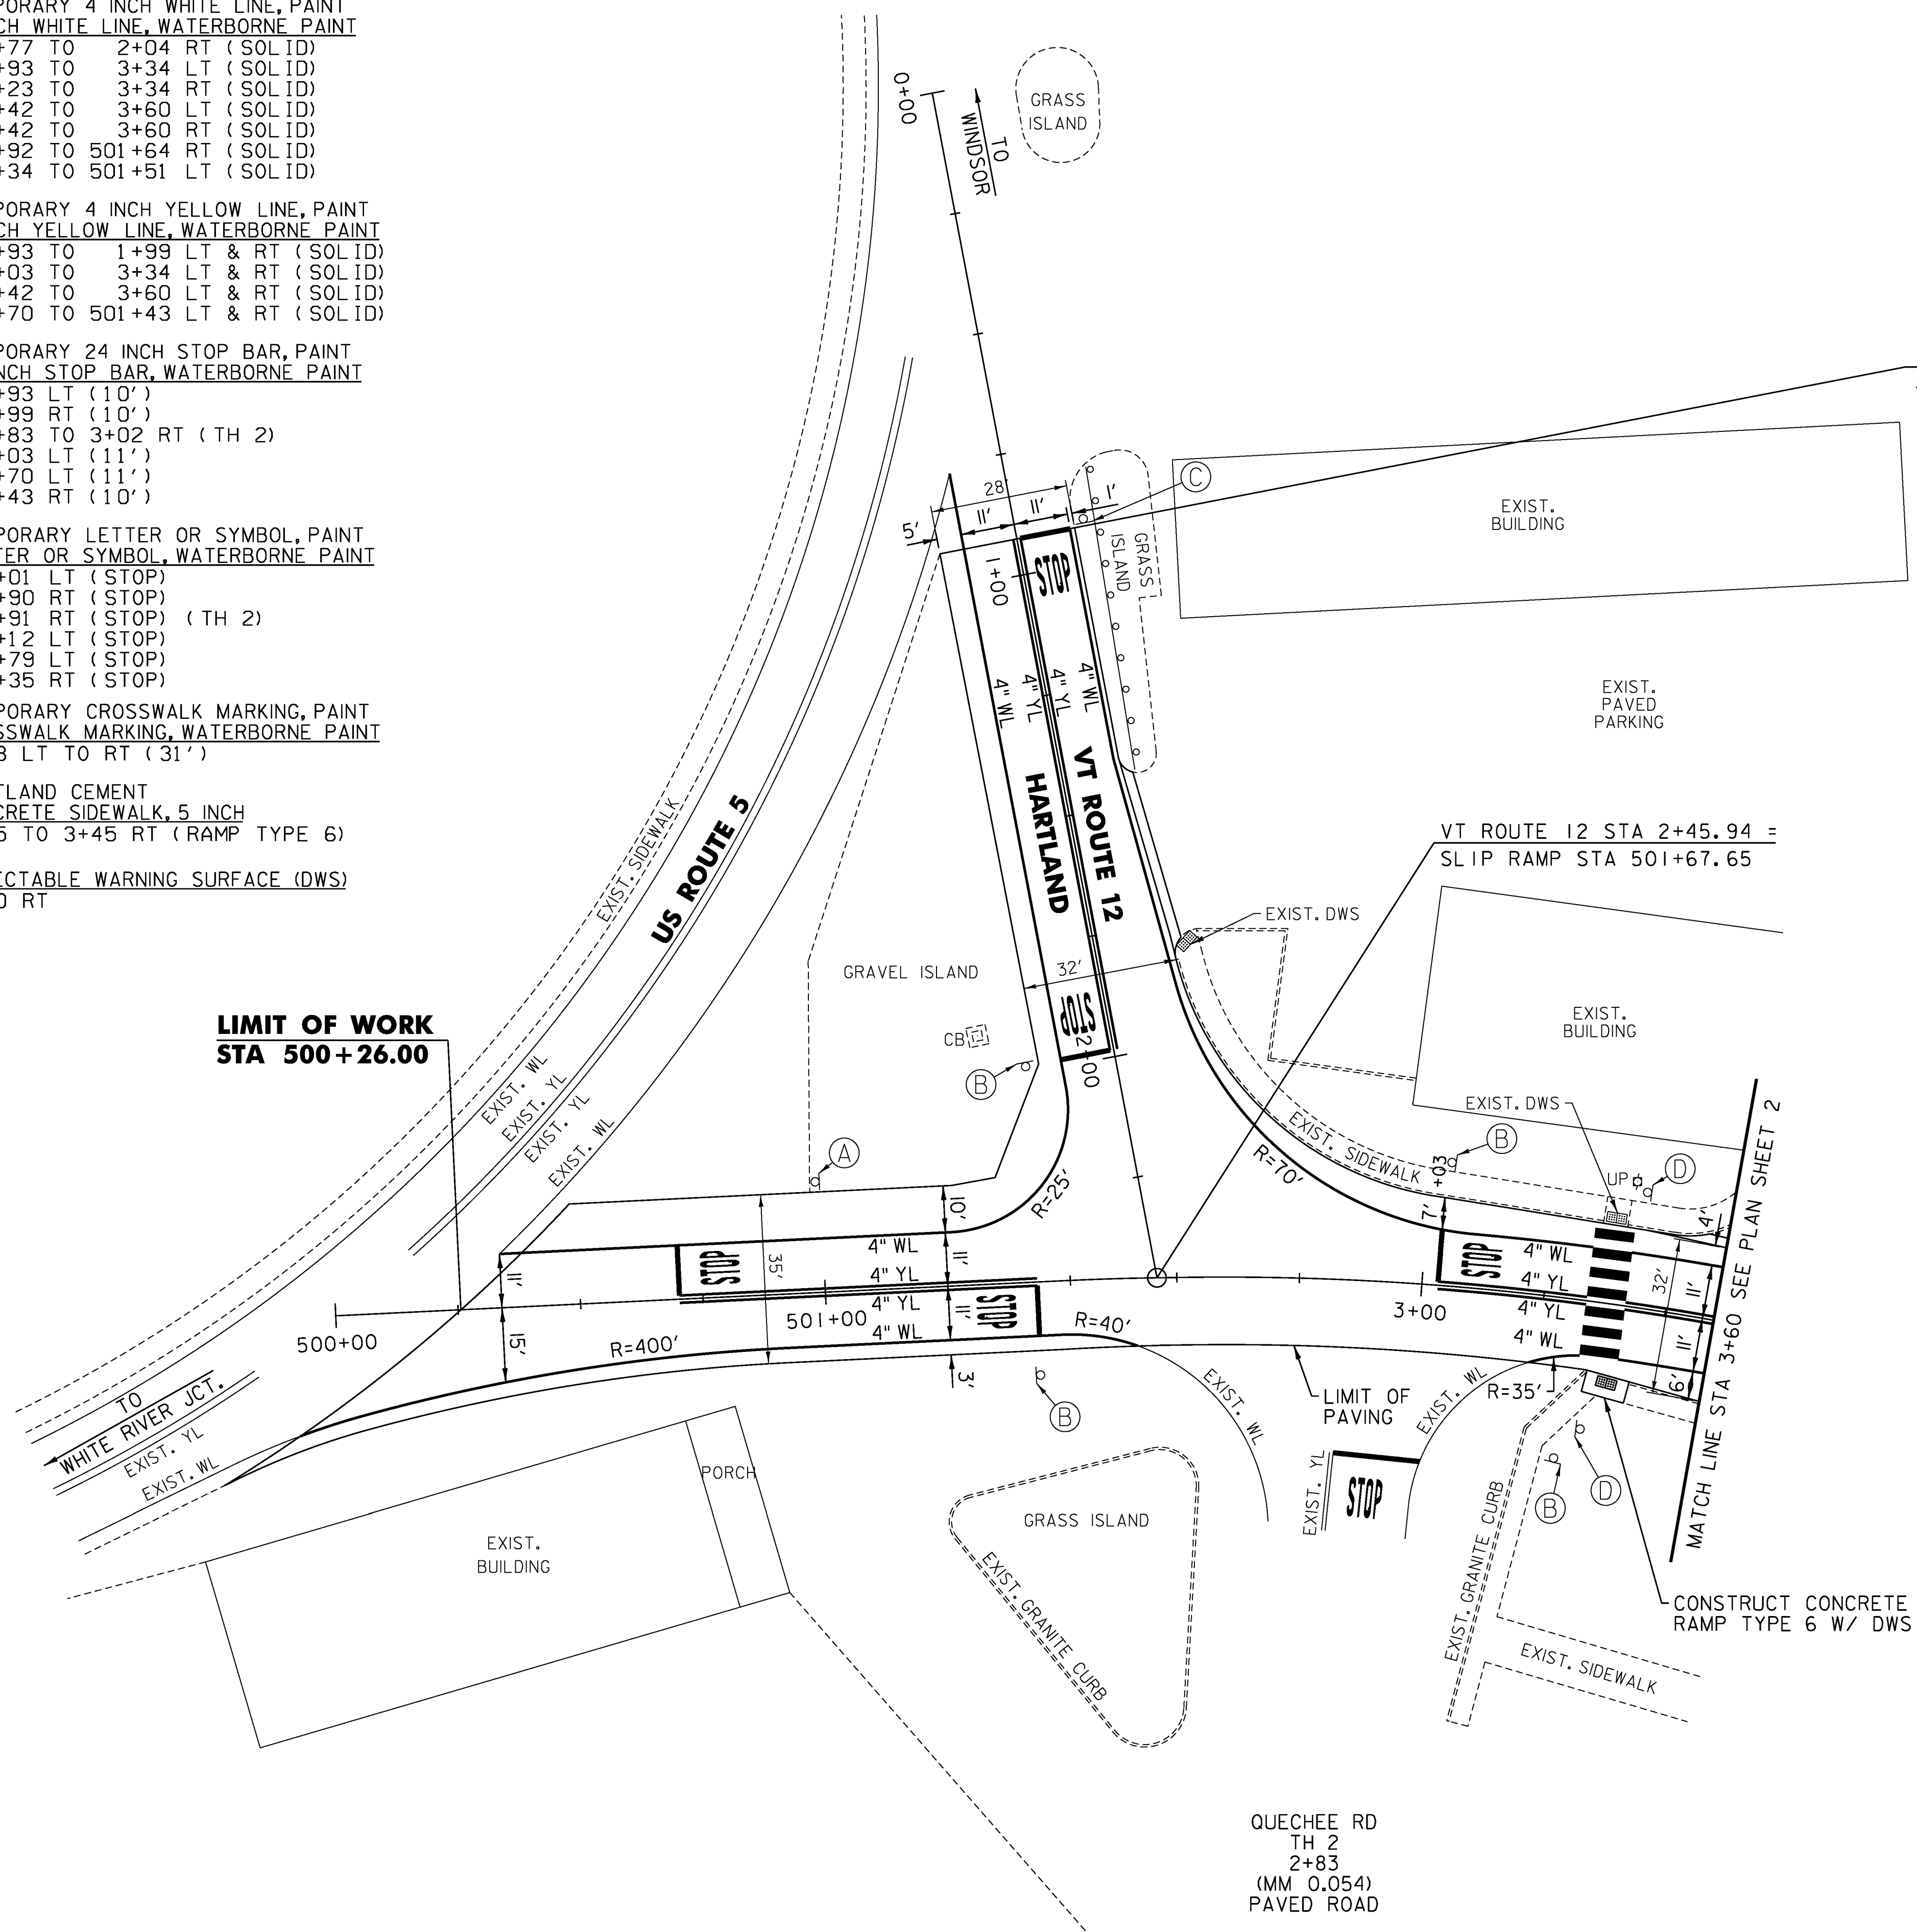 PORARY 4 INCH WHITE LINE, PAINT
CH WHITE LINE, WATERBORNE PAINT
+77 TO 2+04 RT (SOLID)
+93 TO 3+34 LT (SOLID)
+23 TO 3+34 RT (SOLID)
+42 TO 3+60 LT (SOLID)
+42 TO 3+60 RT (SOLID)
+92 TO 501+64 RT (SOLID)
+34 TO 501+51 LT (SOLID)
PORARY 4 INCH YELLOW LINE, PAINT
CH YELLOW LINE, WATERBORNE PAINT
+93 TO 1+99 LT & RT (SOLID)
+03 TO 3+34 LT & RT (SOLID)
+42 TO 3+60 LT & RT (SOLID)
+70 TO 501+43 LT & RT (SOLID)
PORARY 24 INCH STOP BAR, PAINT
NCH STOP BAR, WATERBORNE PAINT
+93 LT (10')
+99 RT (10')
+83 TO 3+02 RT (TH 2)
+03 LT (11')
+70 LT (11')
+43 RT (10')
PORARY LETTER OR SYMBOL, PAINT
TER OR SYMBOL, WATERBORNE PAINT
+01 LT (STOP)
+90 RT (STOP)
+91 RT (STOP) (TH 2)
+12 LT (STOP)
+79 LT (STOP)
+35 RT (STOP)
PORARY CROSSWALK MARKING, PAINT
SSWALK MARKING, WATERBORNE PAINT
8 LT TO RT (31')
TLAND CEMENT
CRETE SIDEWALK, 5 INCH
5 TO 3+45 RT (RAMP TYPE 6)
ECTABLE WARNING SURFACE (DWS)
0 RT
0+00
TO
WINDSOR
GRASS
ISLAND
28'
11'
11'
1'
5'
C
1+00
STOP
GRASS
ISLAND
EXIST.
BUILDING
EXIST.
PAVED
PARKING
4" WL
4" YL
4" YL
4" WL
HARTLAND
VT ROUTE 12
EXIST. SIDEWALK
US ROUTE 5
VT ROUTE 12 STA 2+45.94 =
SLIP RAMP STA 501+67.65
EXIST. DWS
GRAVEL ISLAND
32'
STOP
2+00
CB
B
EXIST.
BUILDING
LIMIT OF WORK
STA 500+26.00
EXIST. WL
EXIST. YL
EXIST. YL
EXIST. WL
A
EXIST. DWS
EXIST. SIDEWALK
B
UP
D
R=25'
R=70'
+03
7'
4'
MATCH LINE STA 3+60 SEE PLAN SHEET 2
10'
11'
STOP
35'
4" WL
4" YL
4" YL
4" WL
11'
11'
STOP
STOP
4" WL
4" YL
4" YL
4" WL
32'
11'
11'
6'
500+00
501+00
3+00
15'
R=400'
R=40'
3'
B
EXIST. WL
LIMIT OF
PAVING
EXIST. WL
R=35'
TO
WHITE RIVER JCT.
EXIST. YL
EXIST. WL
PORCH
EXIST.
BUILDING
GRASS ISLAND
EXIST. GRANITE CURB
EXIST. YL
STOP
EXIST. GRANITE CURB
B
D
CONSTRUCT CONCRETE
RAMP TYPE 6 W/ DWS
EXIST. SIDEWALK
QUECHEE RD
TH 2
2+83
(MM 0.054)
PAVED ROAD